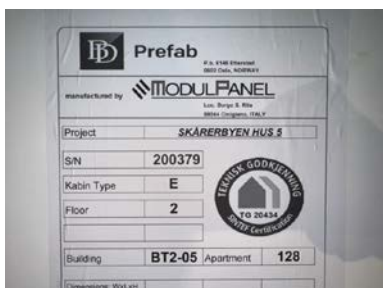 BD Prefab
P.b. 6146 Etterstad
0602 Oslo, NORWAY
manufactured by MODULPANEL
Loc. Borgo S. Rita
ITALY
Project SKÅRERBYEN HUS 5
S/N 200379
Kabin Type E
Floor 2
TEKNISK GODKJENNING
TG 20434
SINTEF Certification
Building BT2-05 Apartment 128